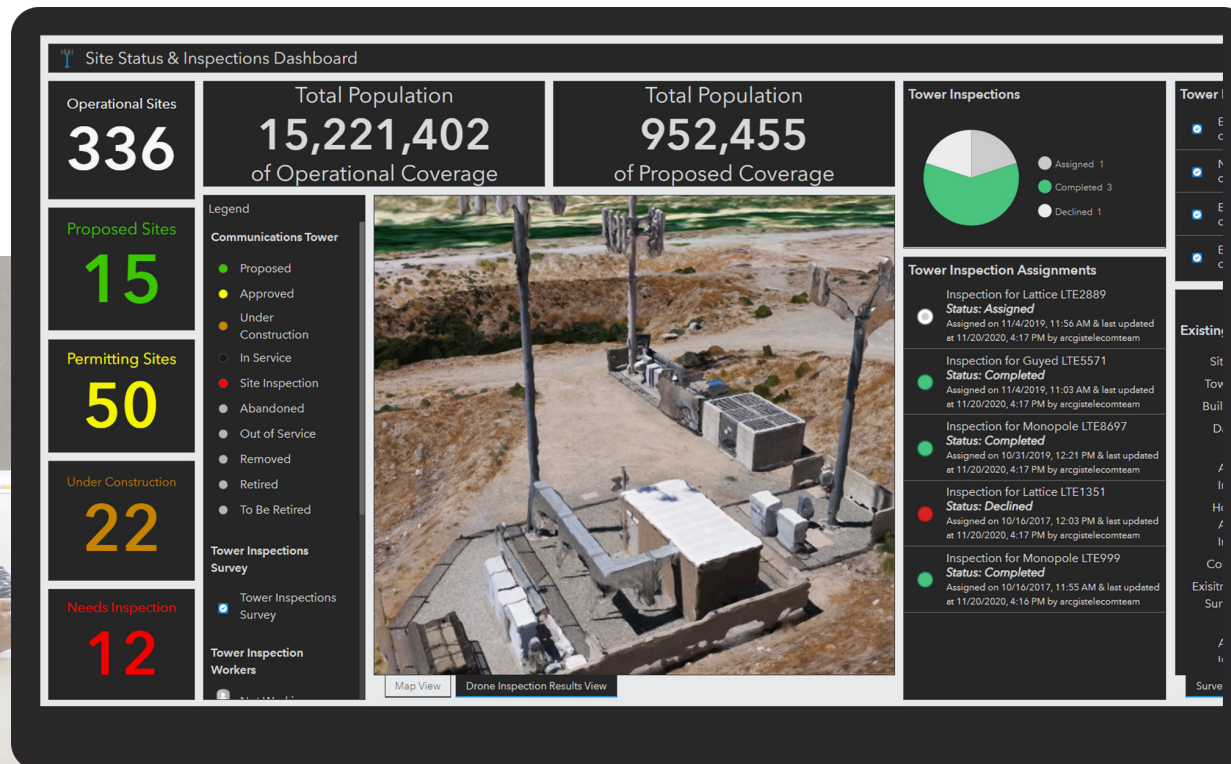 Site Status & Inspections Dashboard
Operational Sites
336
Proposed Sites
15
Permitting Sites
50
Under Construction
22
Needs Inspection
12
Total Population
15,221,402
of Operational Coverage
Total Population
952,455
of Proposed Coverage
Legend
Communications Tower
Proposed
Approved
Under
Construction
In Service
Site Inspection
Abandoned
Out of Service
Removed
Retired
To Be Retired
Tower Inspections
Survey
Tower Inspections
Survey
Tower Inspection
Workers
Map View
Drone Inspection Results View
Tower Inspections
Assigned 1
Completed 3
Declined 1
Tower Inspection Assignments
Inspection for Lattice LTE2889
Status: Assigned
Assigned on 11/4/2019, 11:56 AM & last updated
at 11/20/2020, 4:17 PM by arcgistelecomteam
Inspection for Guyed LTE5571
Status: Completed
Assigned on 11/4/2019, 11:03 AM & last updated
at 11/20/2020, 4:17 PM by arcgistelecomteam
Inspection for Monopole LTE8697
Status: Completed
Assigned on 10/31/2019, 12:21 PM & last updated
at 11/20/2020, 4:17 PM by arcgistelecomteam
Inspection for Lattice LTE1351
Status: Declined
Assigned on 10/16/2017, 12:03 PM & last updated
at 11/20/2020, 4:17 PM by arcgistelecomteam
Inspection for Monopole LTE999
Status: Completed
Assigned on 10/16/2017, 11:55 AM & last updated
at 11/20/2020, 4:16 PM by arcgistelecomteam
Tower